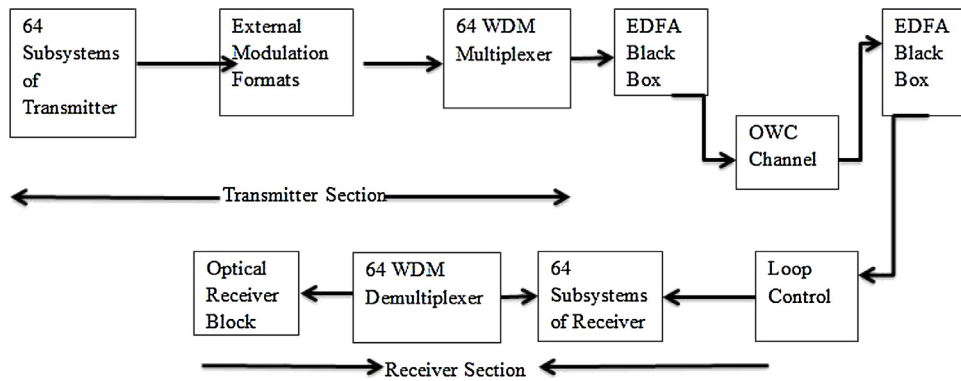 64
Subsystems
of
Transmitter
External
Modulation
Formats
64 WDM
Multiplexer
EDFA
Black
Box
EDFA
Black
Box
OWC
Channel
Transmitter Section
Optical
Receiver
Block
64 WDM
Demultiplexer
64
Subsystems
of Receiver
Loop
Control
Receiver Section